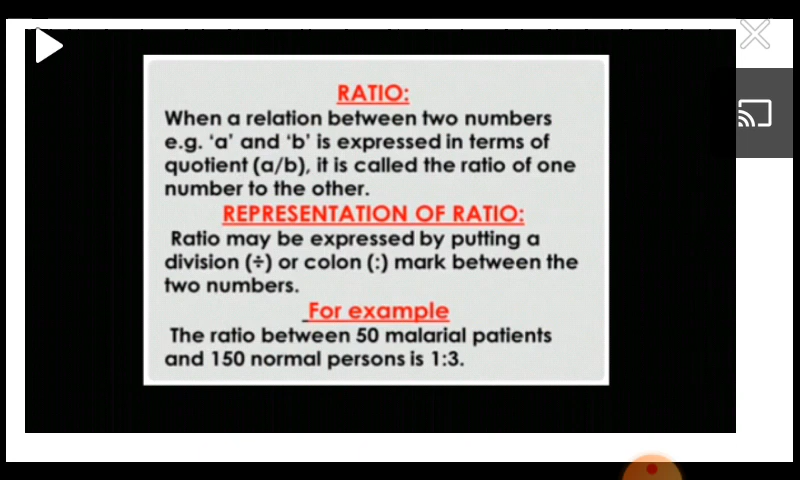 RATIO:
When a relation between two numbers
e.g. ‘a’ and ‘b’ is expressed in terms of
quotient (a/b), it is called the ratio of one
number to the other.
REPRESENTATION OF RATIO:
Ratio may be expressed by putting a
division (÷) or colon (:) mark between the
two numbers.
For example
The ratio between 50 malarial patients
and 150 normal persons is 1:3.